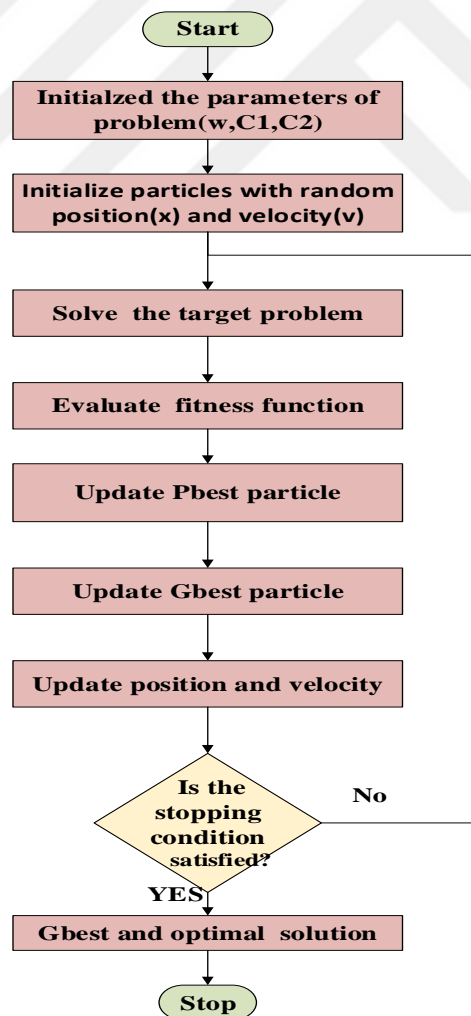 Start
Initialzed the parameters of
problem(w,C1,C2)
Initialize particles with random
position(x) and velocity(v)
Solve the target problem
Evaluate fitness function
Update Pbest particle
Update Gbest particle
Update position and velocity
Is the
stopping
condition
satisfied?
No
YES
Gbest and optimal solution
Stop